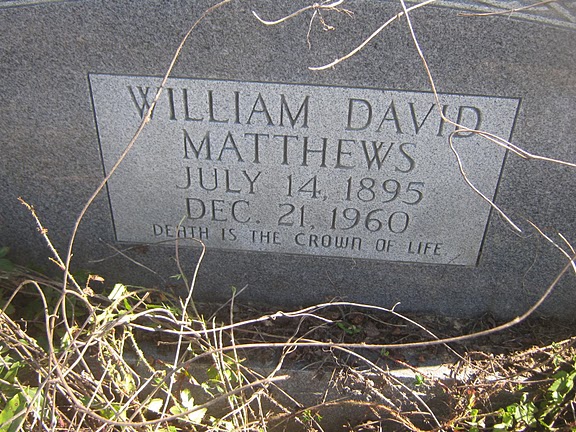 WILLIAM DAVID
MATTHEWS
JULY 14, 1895
DEC. 21, 1960
DEATH IS THE CROWN OF LIFE